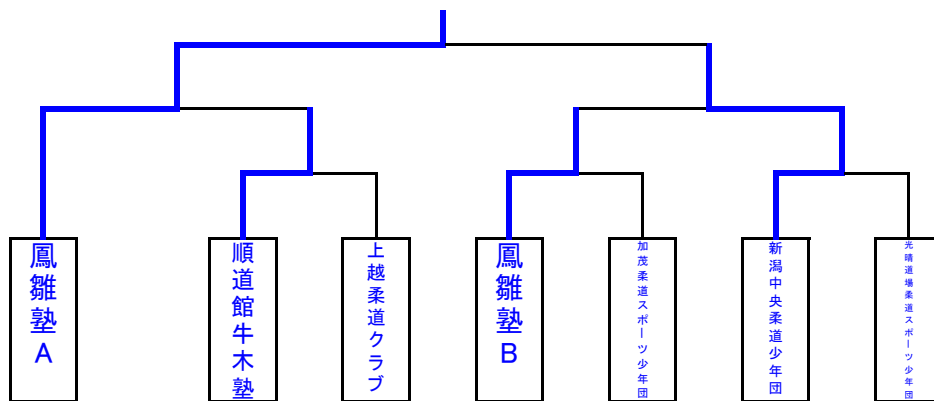 鳳雛塾A
順道館牛木塾
上越柔道クラブ
鳳雛塾B
加茂柔道スポーツ少年団
新潟中央柔道少年団
光晴道場柔道スポーツ少年団